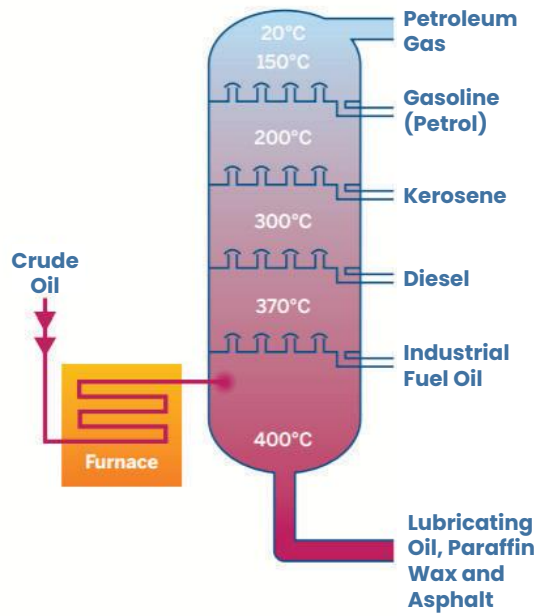 Petroleum
Gas
20°C
150°C
Gasoline
(Petrol)
200°C
Kerosene
300°C
Crude
Oil
Diesel
370°C
Industrial
Fuel Oil
Furnace
400°C
Lubricating
Oil, Paraffin
Wax and
Asphalt